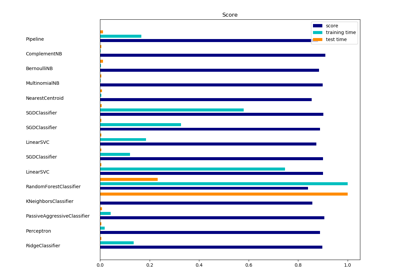 Score
score
training time
test time
Pipeline
ComplementNB
BernoulliNB
MultinomialNB
NearestCentroid
SGDClassifier
SGDClassifier
LinearSVC
SGDClassifier
LinearSVC
RandomForestClassifier
KNeighborsClassifier
PassiveAggressiveClassifier
Perceptron
RidgeClassifier
0.0 0.2 0.4 0.6 0.8 1.0